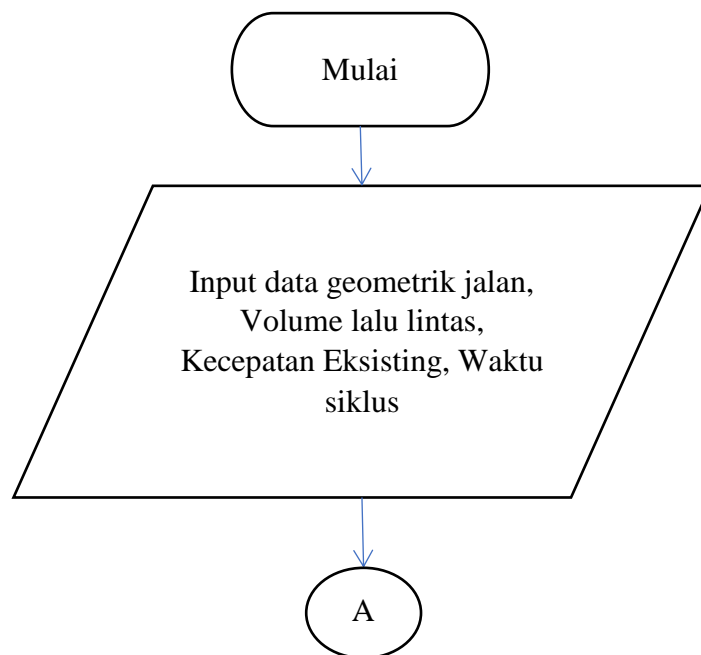 Mulai
Input data geometrik jalan,
Volume lalu lintas,
Kecepatan Eksisting, Waktu
siklus
A